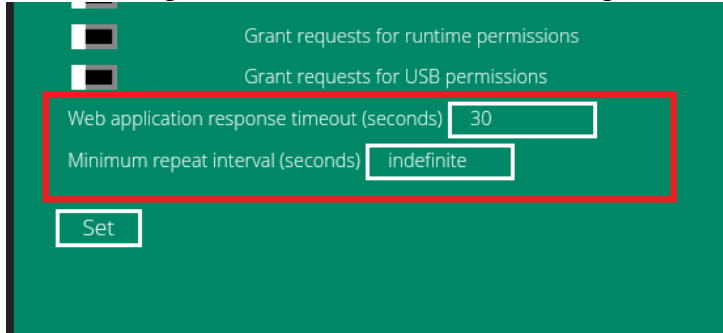 Grant requests for runtime permissions
Grant requests for USB permissions
Web application response timeout (seconds) 30
Minimum repeat interval (seconds) indefinite
Set